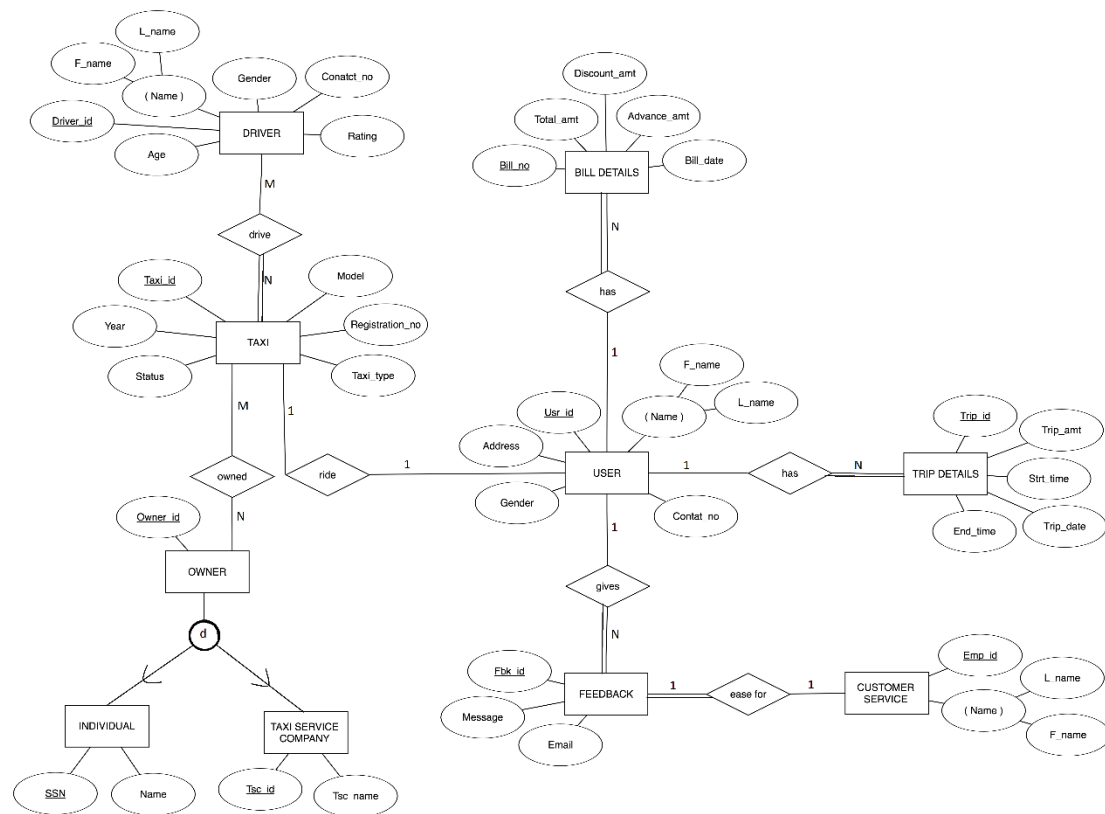 L_name
F_name
( Name )
Gender
Conatct_no
Driver_id
DRIVER
Age
Rating
M
drive
N
Taxi_id
Model
Year
Registration_no
TAXI
Status
Taxi_type
M
1
owned
N
Owner_id
OWNER
d
INDIVIDUAL
TAXI SERVICE
COMPANY
SSN
Name
Tsc_id
Tsc_name
ride
1
Discount_amt
Total_amt
Advance_amt
Bill_no
Bill_date
BILL DETAILS
N
has
1
F_name
Usr_id
( Name )
L_name
Address
USER
Gender
Contat_no
1
has
N
Trip_id
Trip_amt
TRIP DETAILS
Strt_time
Trip_date
End_time
1
gives
N
Fbk_id
FEEDBACK
Message
Email
1
ease for
1
Emp_id
CUSTOMER
SERVICE
L_name
( Name )
F_name